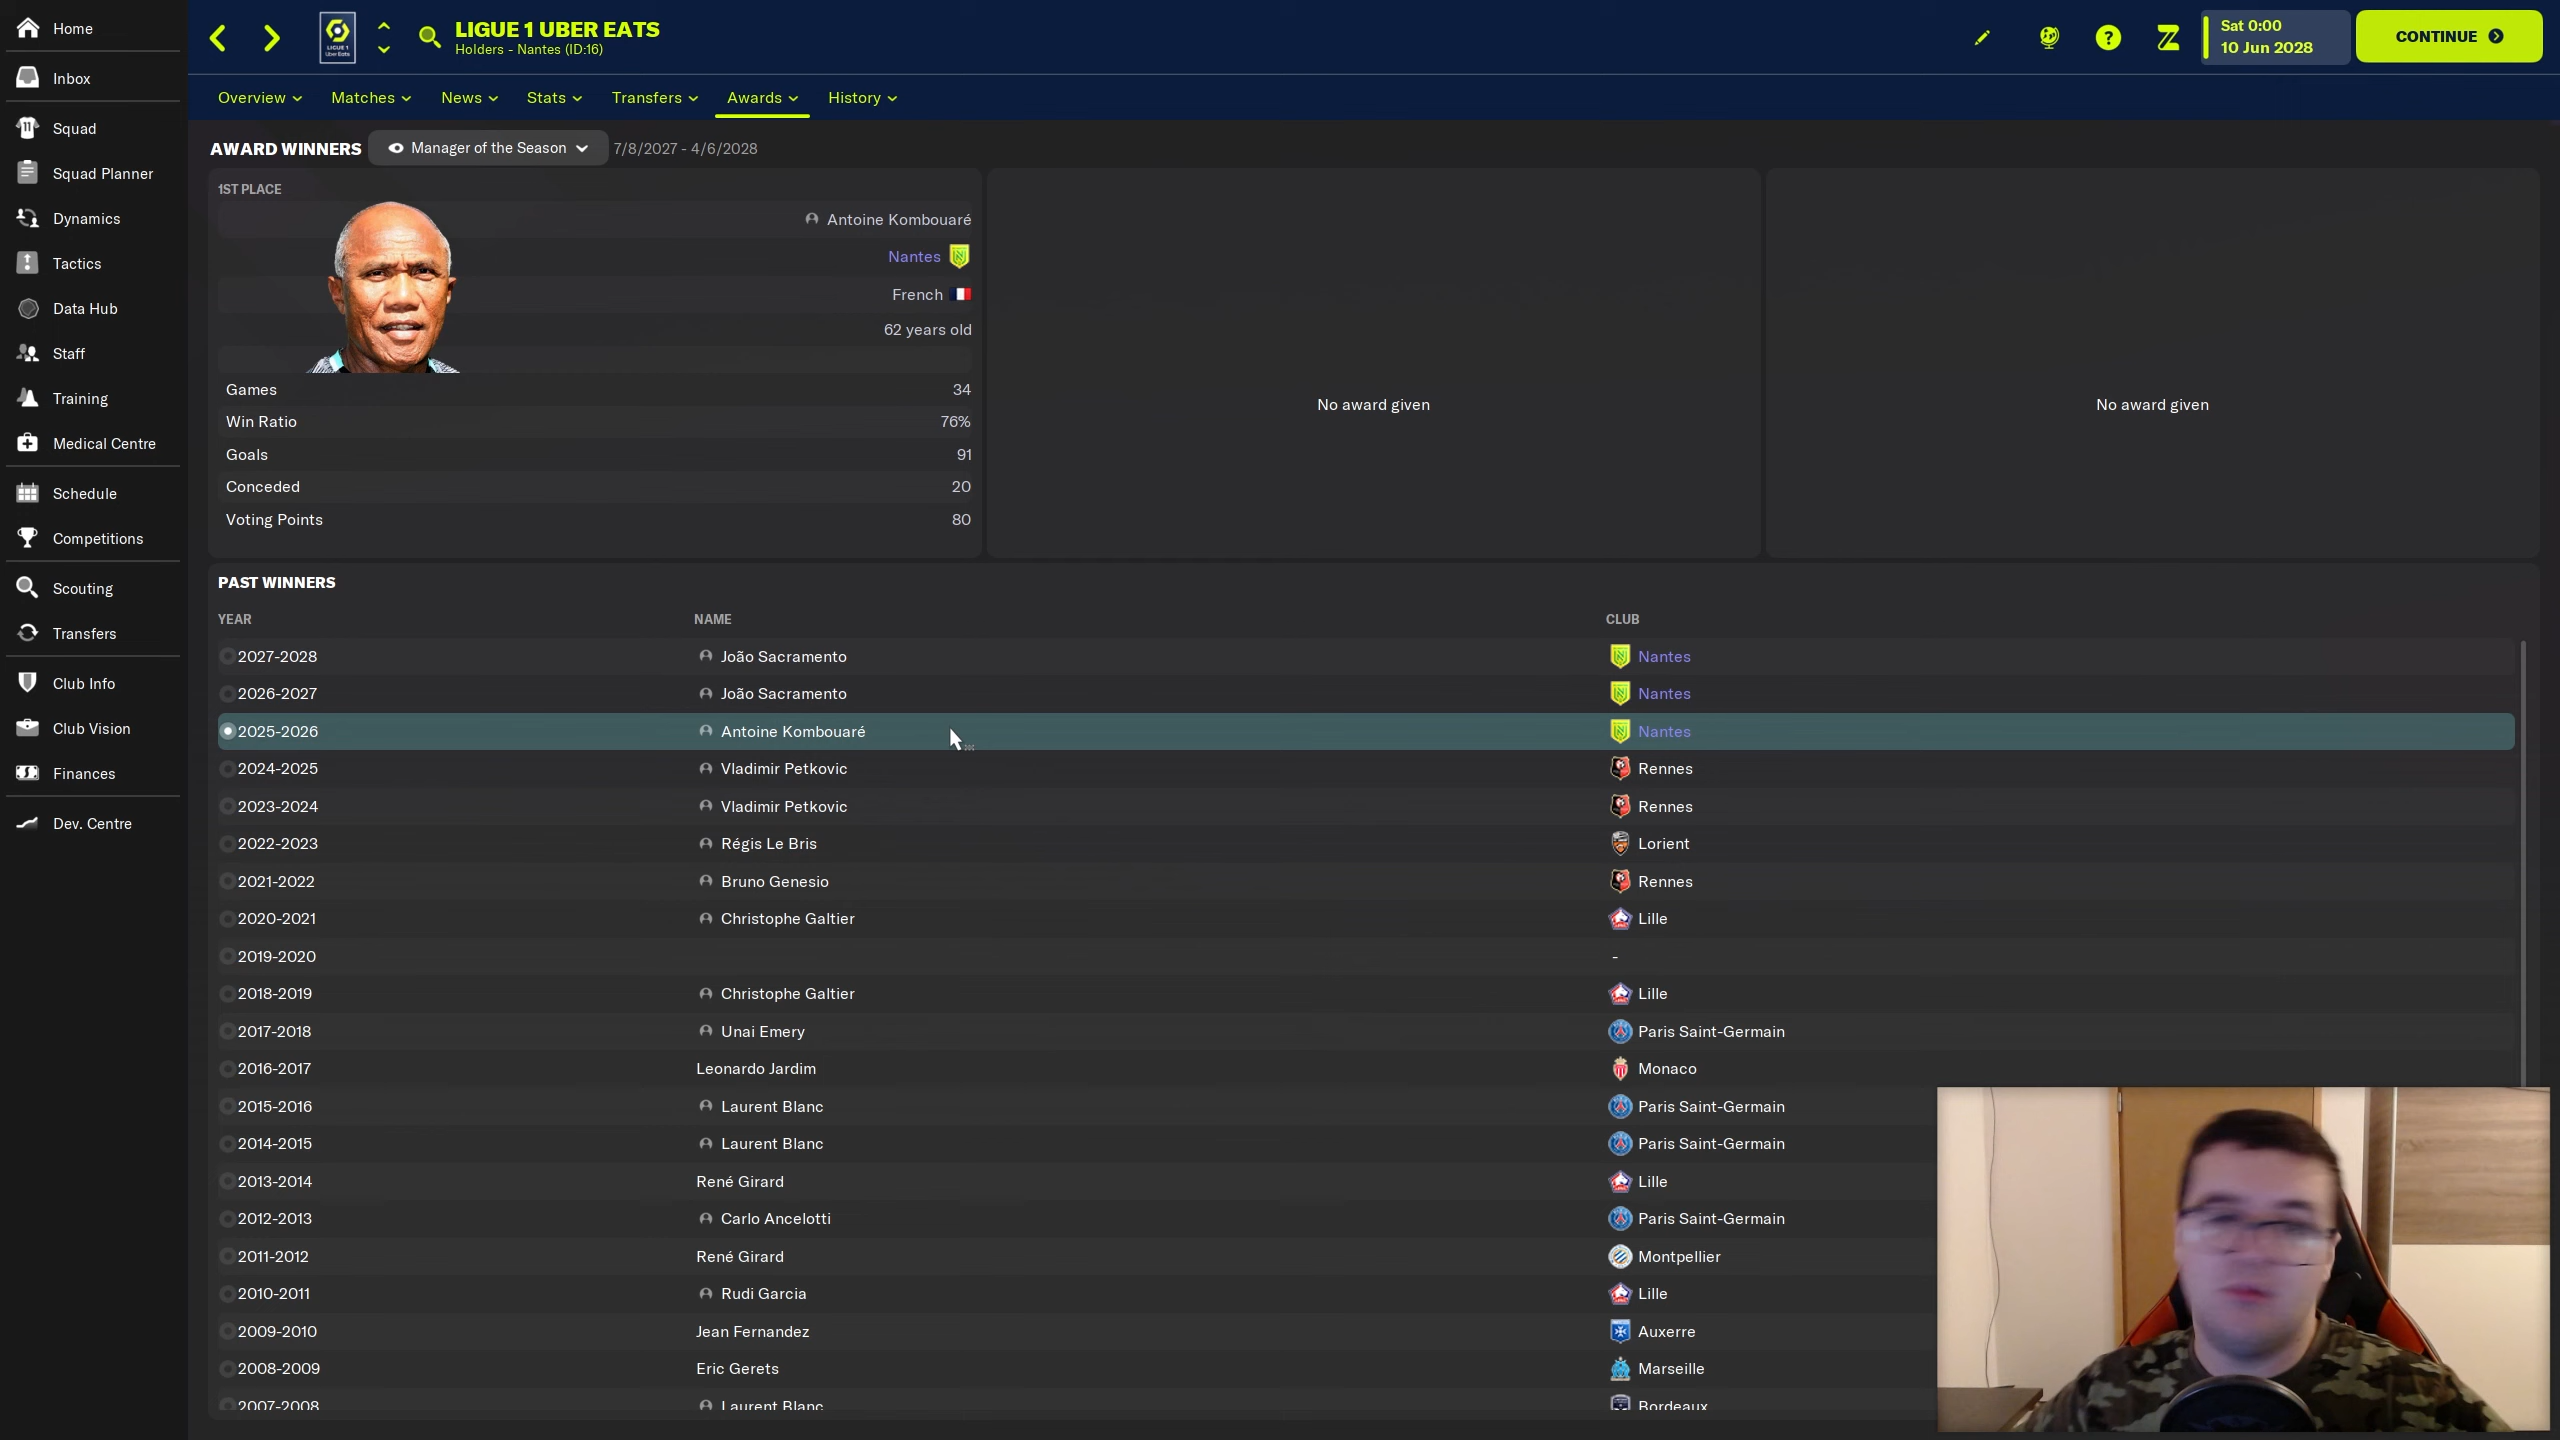 Home
Inbox
Squad
Squad Planner
Dynamics
Tactics
Data Hub
Staff
Training
Medical Centre
Schedule
Competitions
Scouting
Transfers
Club Info
Club Vision
Finances
Dev. Centre
LIGUE 1 UBER EATS
Holders - Nantes (ID:16)
LIGUE 1
Uber Eats
Sat 0:00
10 Jun 2028
CONTINUE
Overview Matches News Stats Transfers Awards History
AWARD WINNERS Manager of the Season 7/8/2027 - 4/6/2028
1ST PLACE
Antoine Kombouaré
Nantes
French
62 years old
Games 34
Win Ratio 76%
Goals 91
Conceded 20
Voting Points 80
No award given
No award given
PAST WINNERS
YEAR NAME CLUB
2027-2028 João Sacramento Nantes
2026-2027 João Sacramento Nantes
2025-2026 Antoine Kombouaré Nantes
2024-2025 Vladimir Petkovic Rennes
2023-2024 Vladimir Petkovic Rennes
2022-2023 Régis Le Bris Lorient
2021-2022 Bruno Genesio Rennes
2020-2021 Christophe Galtier Lille
2019-2020 -
2018-2019 Christophe Galtier Lille
2017-2018 Unai Emery Paris Saint-Germain
2016-2017 Leonardo Jardim Monaco
2015-2016 Laurent Blanc Paris Saint-Germain
2014-2015 Laurent Blanc Paris Saint-Germain
2013-2014 René Girard Lille
2012-2013 Carlo Ancelotti Paris Saint-Germain
2011-2012 René Girard Montpellier
2010-2011 Rudi Garcia Lille
2009-2010 Jean Fernandez Auxerre
2008-2009 Eric Gerets Marseille
2007-2008 Laurent Blanc Bordeaux